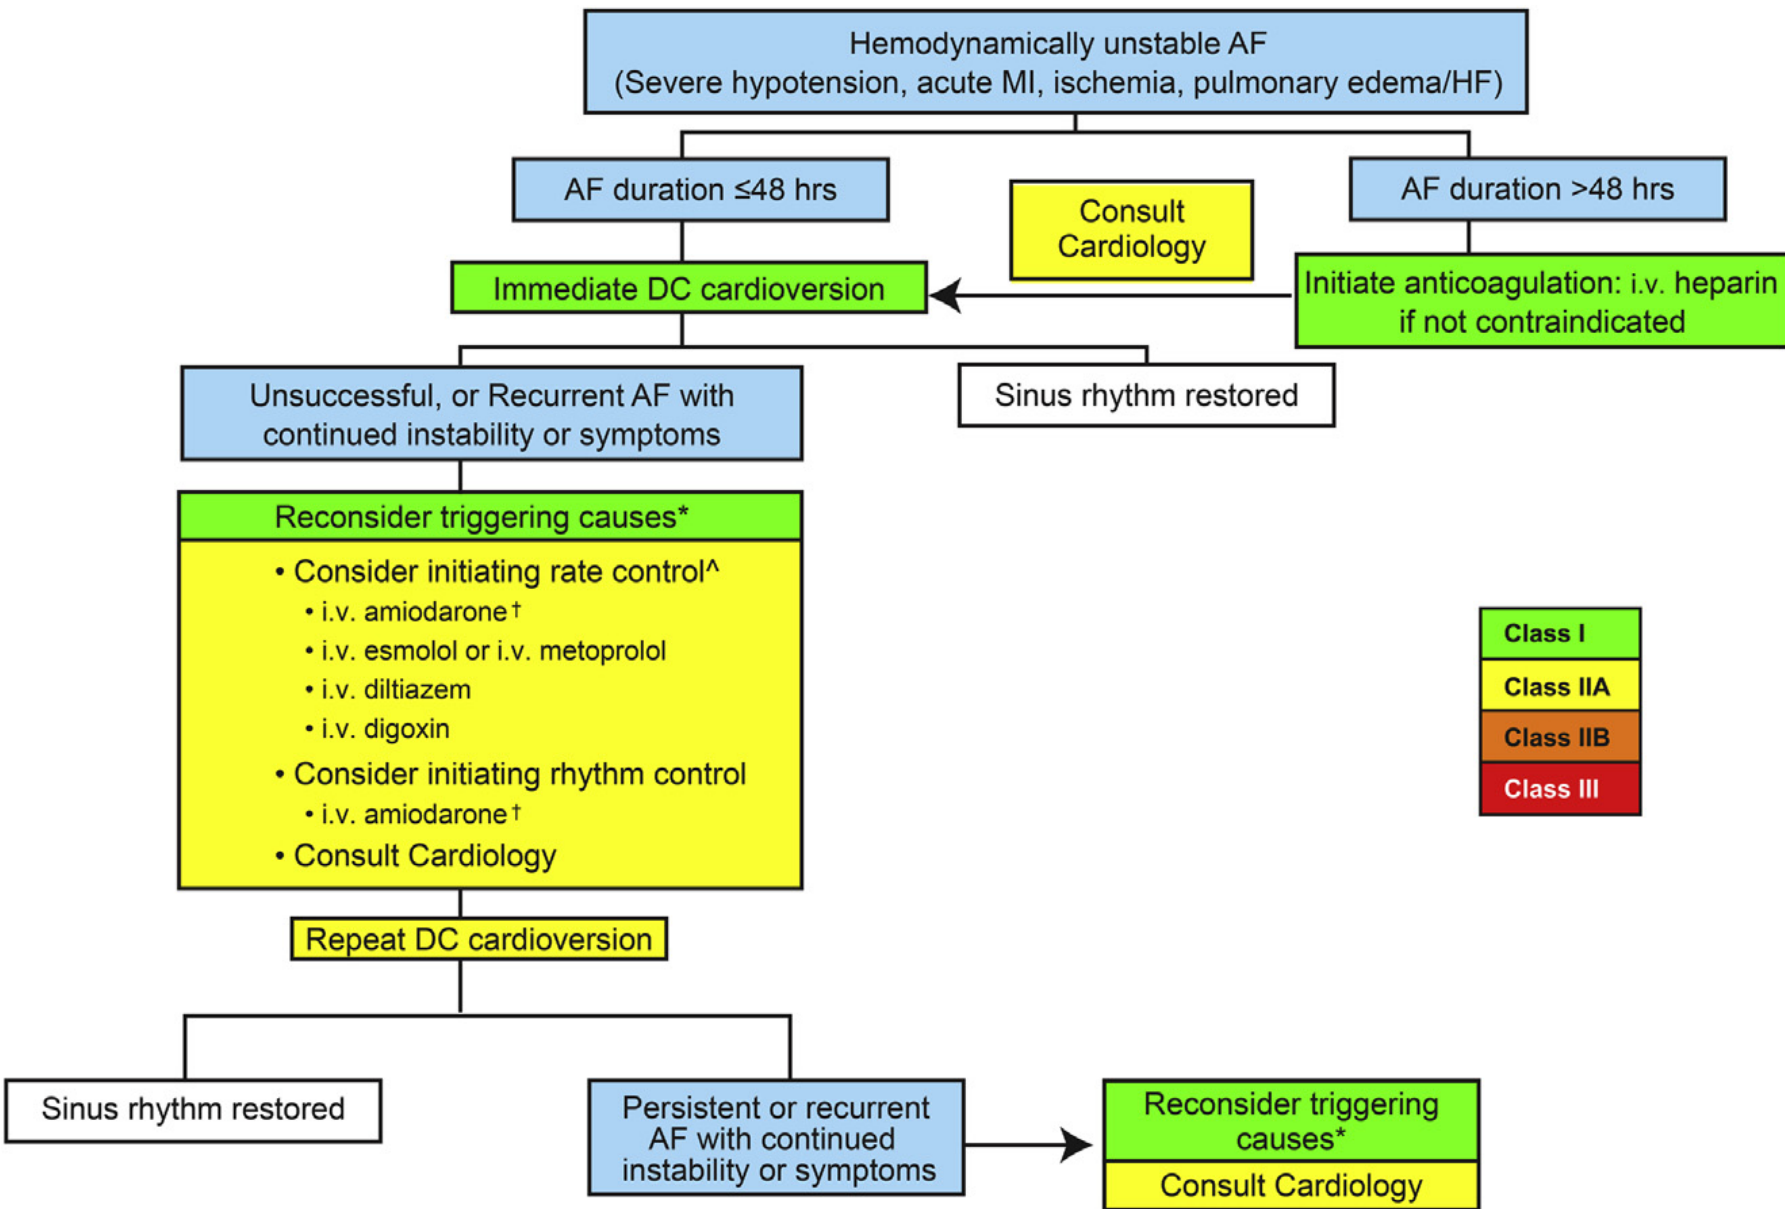 Hemodynamically unstable AF
(Severe hypotension, acute MI, ischemia, pulmonary edema/HF)
AF duration ≤48 hrs
AF duration >48 hrs
Consult
Cardiology
Immediate DC cardioversion
Initiate anticoagulation: i.v. heparin
if not contraindicated
Unsuccessful, or Recurrent AF with
continued instability or symptoms
Sinus rhythm restored
Reconsider triggering causes*
• Consider initiating rate control^
• i.v. amiodarone†
• i.v. esmolol or i.v. metoprolol
• i.v. diltiazem
• i.v. digoxin
• Consider initiating rhythm control
• i.v. amiodarone†
• Consult Cardiology
Class I
Class IIA
Class IIB
Class III
Repeat DC cardioversion
Sinus rhythm restored
Persistent or recurrent
AF with continued
instability or symptoms
Reconsider triggering
causes*
Consult Cardiology